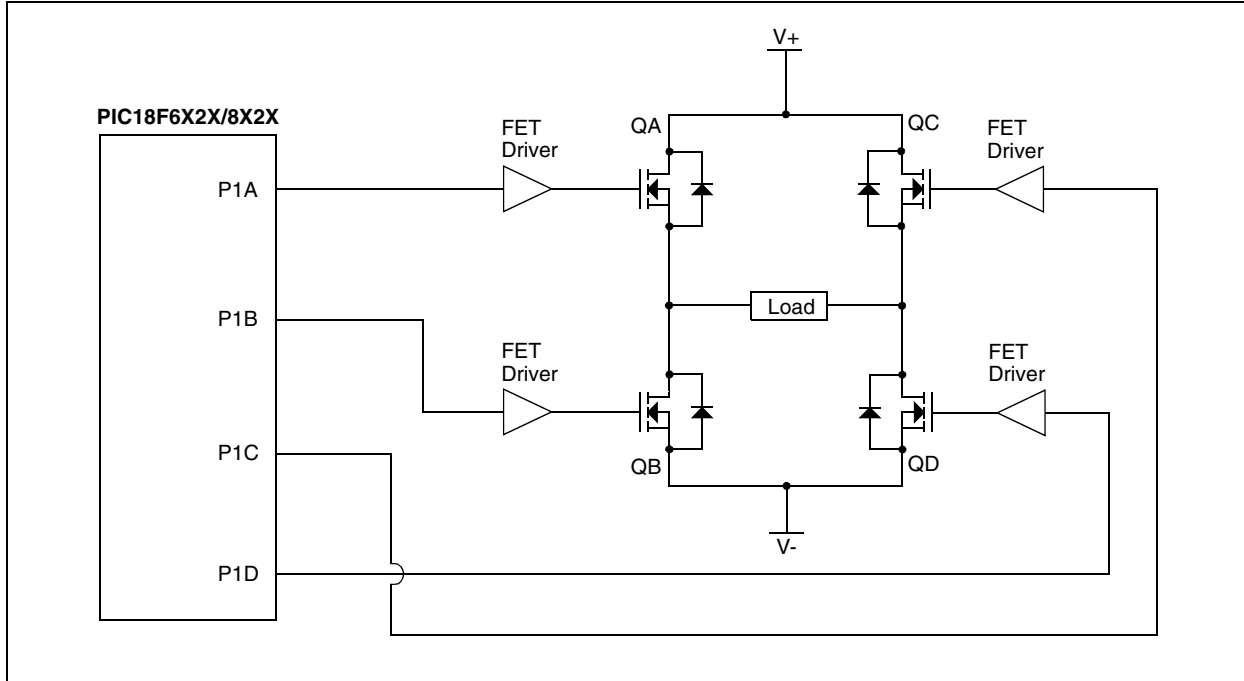 V+
PIC18F6X2X/8X2X
QA
QC
FET
Driver
FET
Driver
P1A
Load
P1B
FET
Driver
FET
Driver
P1C
QB
QD
V-
P1D